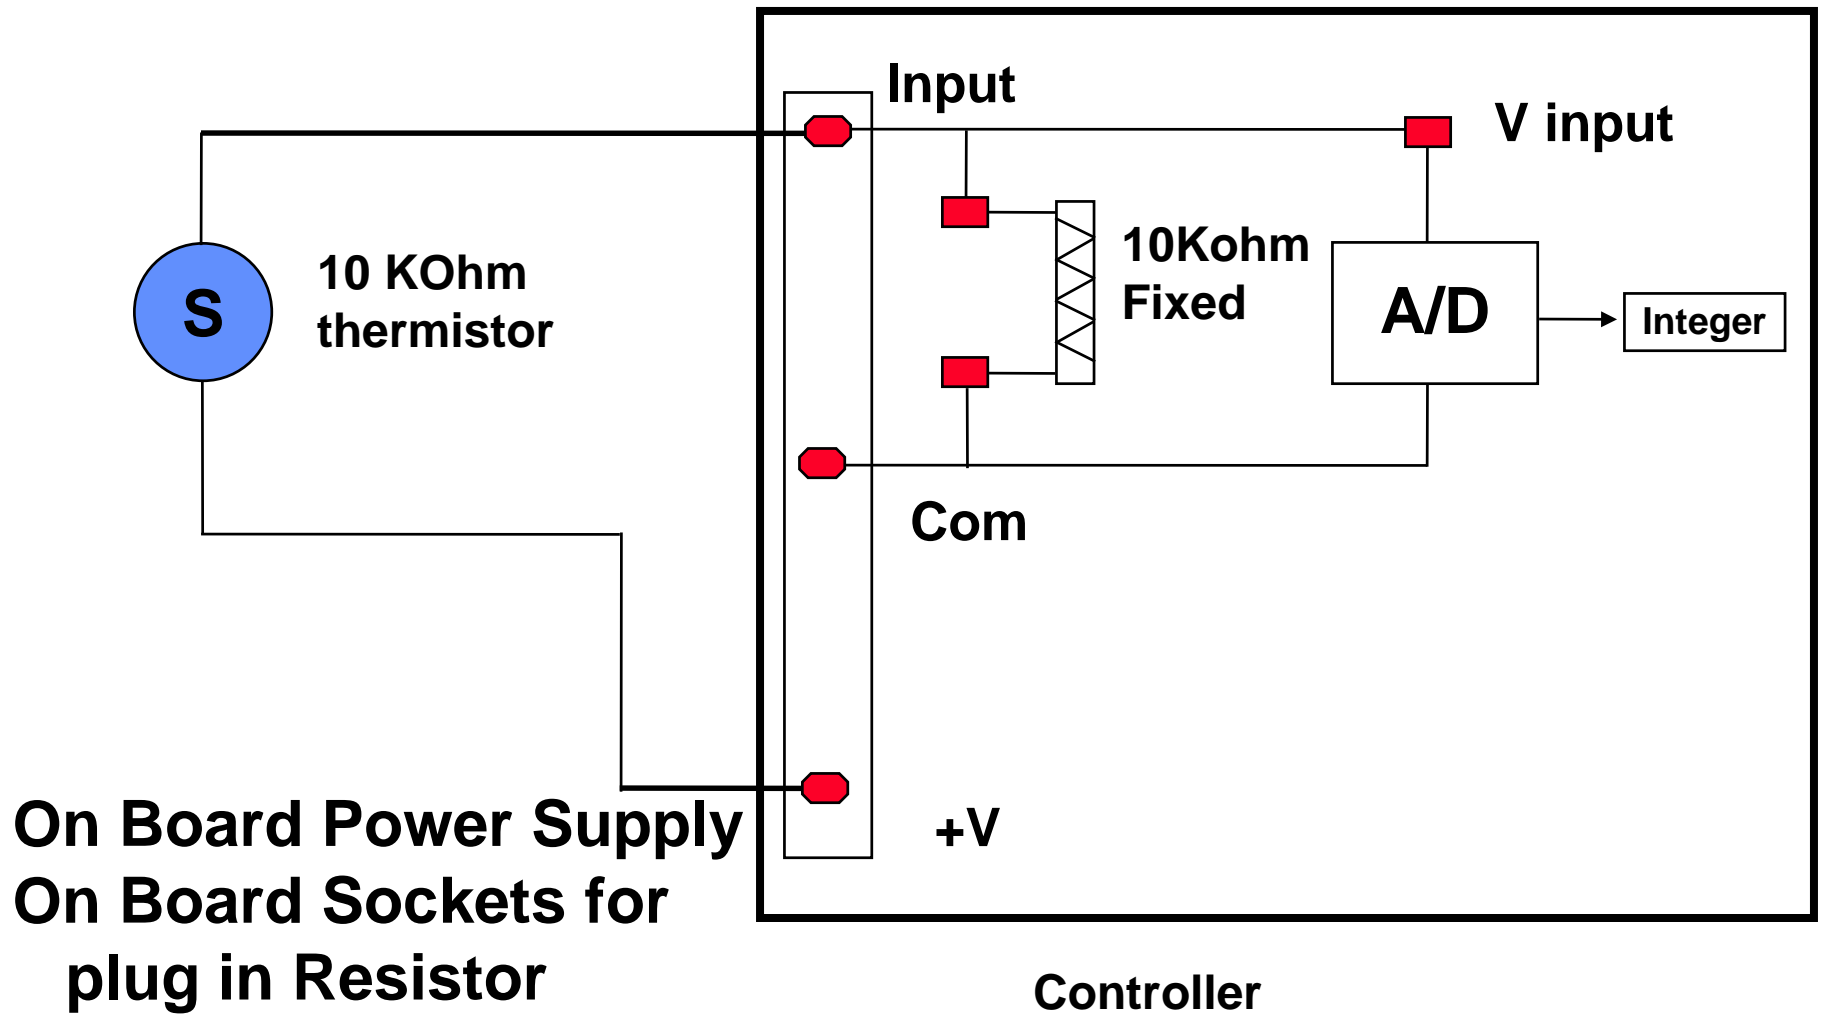 Input
V input
10 KOhm
thermistor
S
10Kohm
Fixed
A/D
Integer
Com
+V
On Board Power Supply
On Board Sockets for
plug in Resistor
Controller